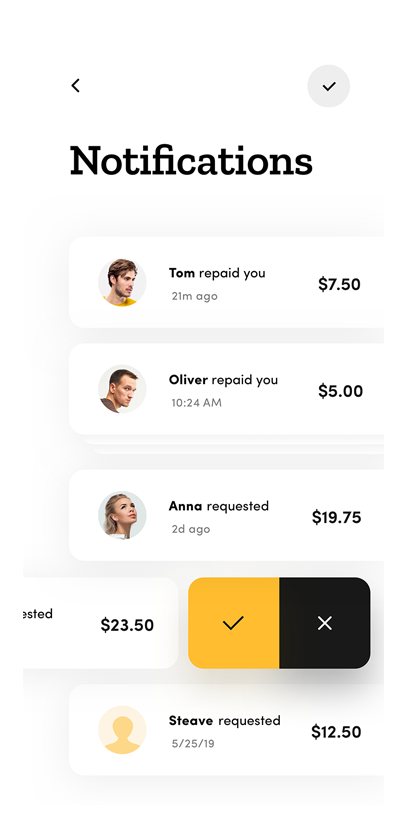 Notifications
Tom repaid you
21m ago
$7.50
Oliver repaid you
10:24 AM
$5.00
Anna requested
2d ago
$19.75
ested
$23.50
Steave requested
5/25/19
$12.50